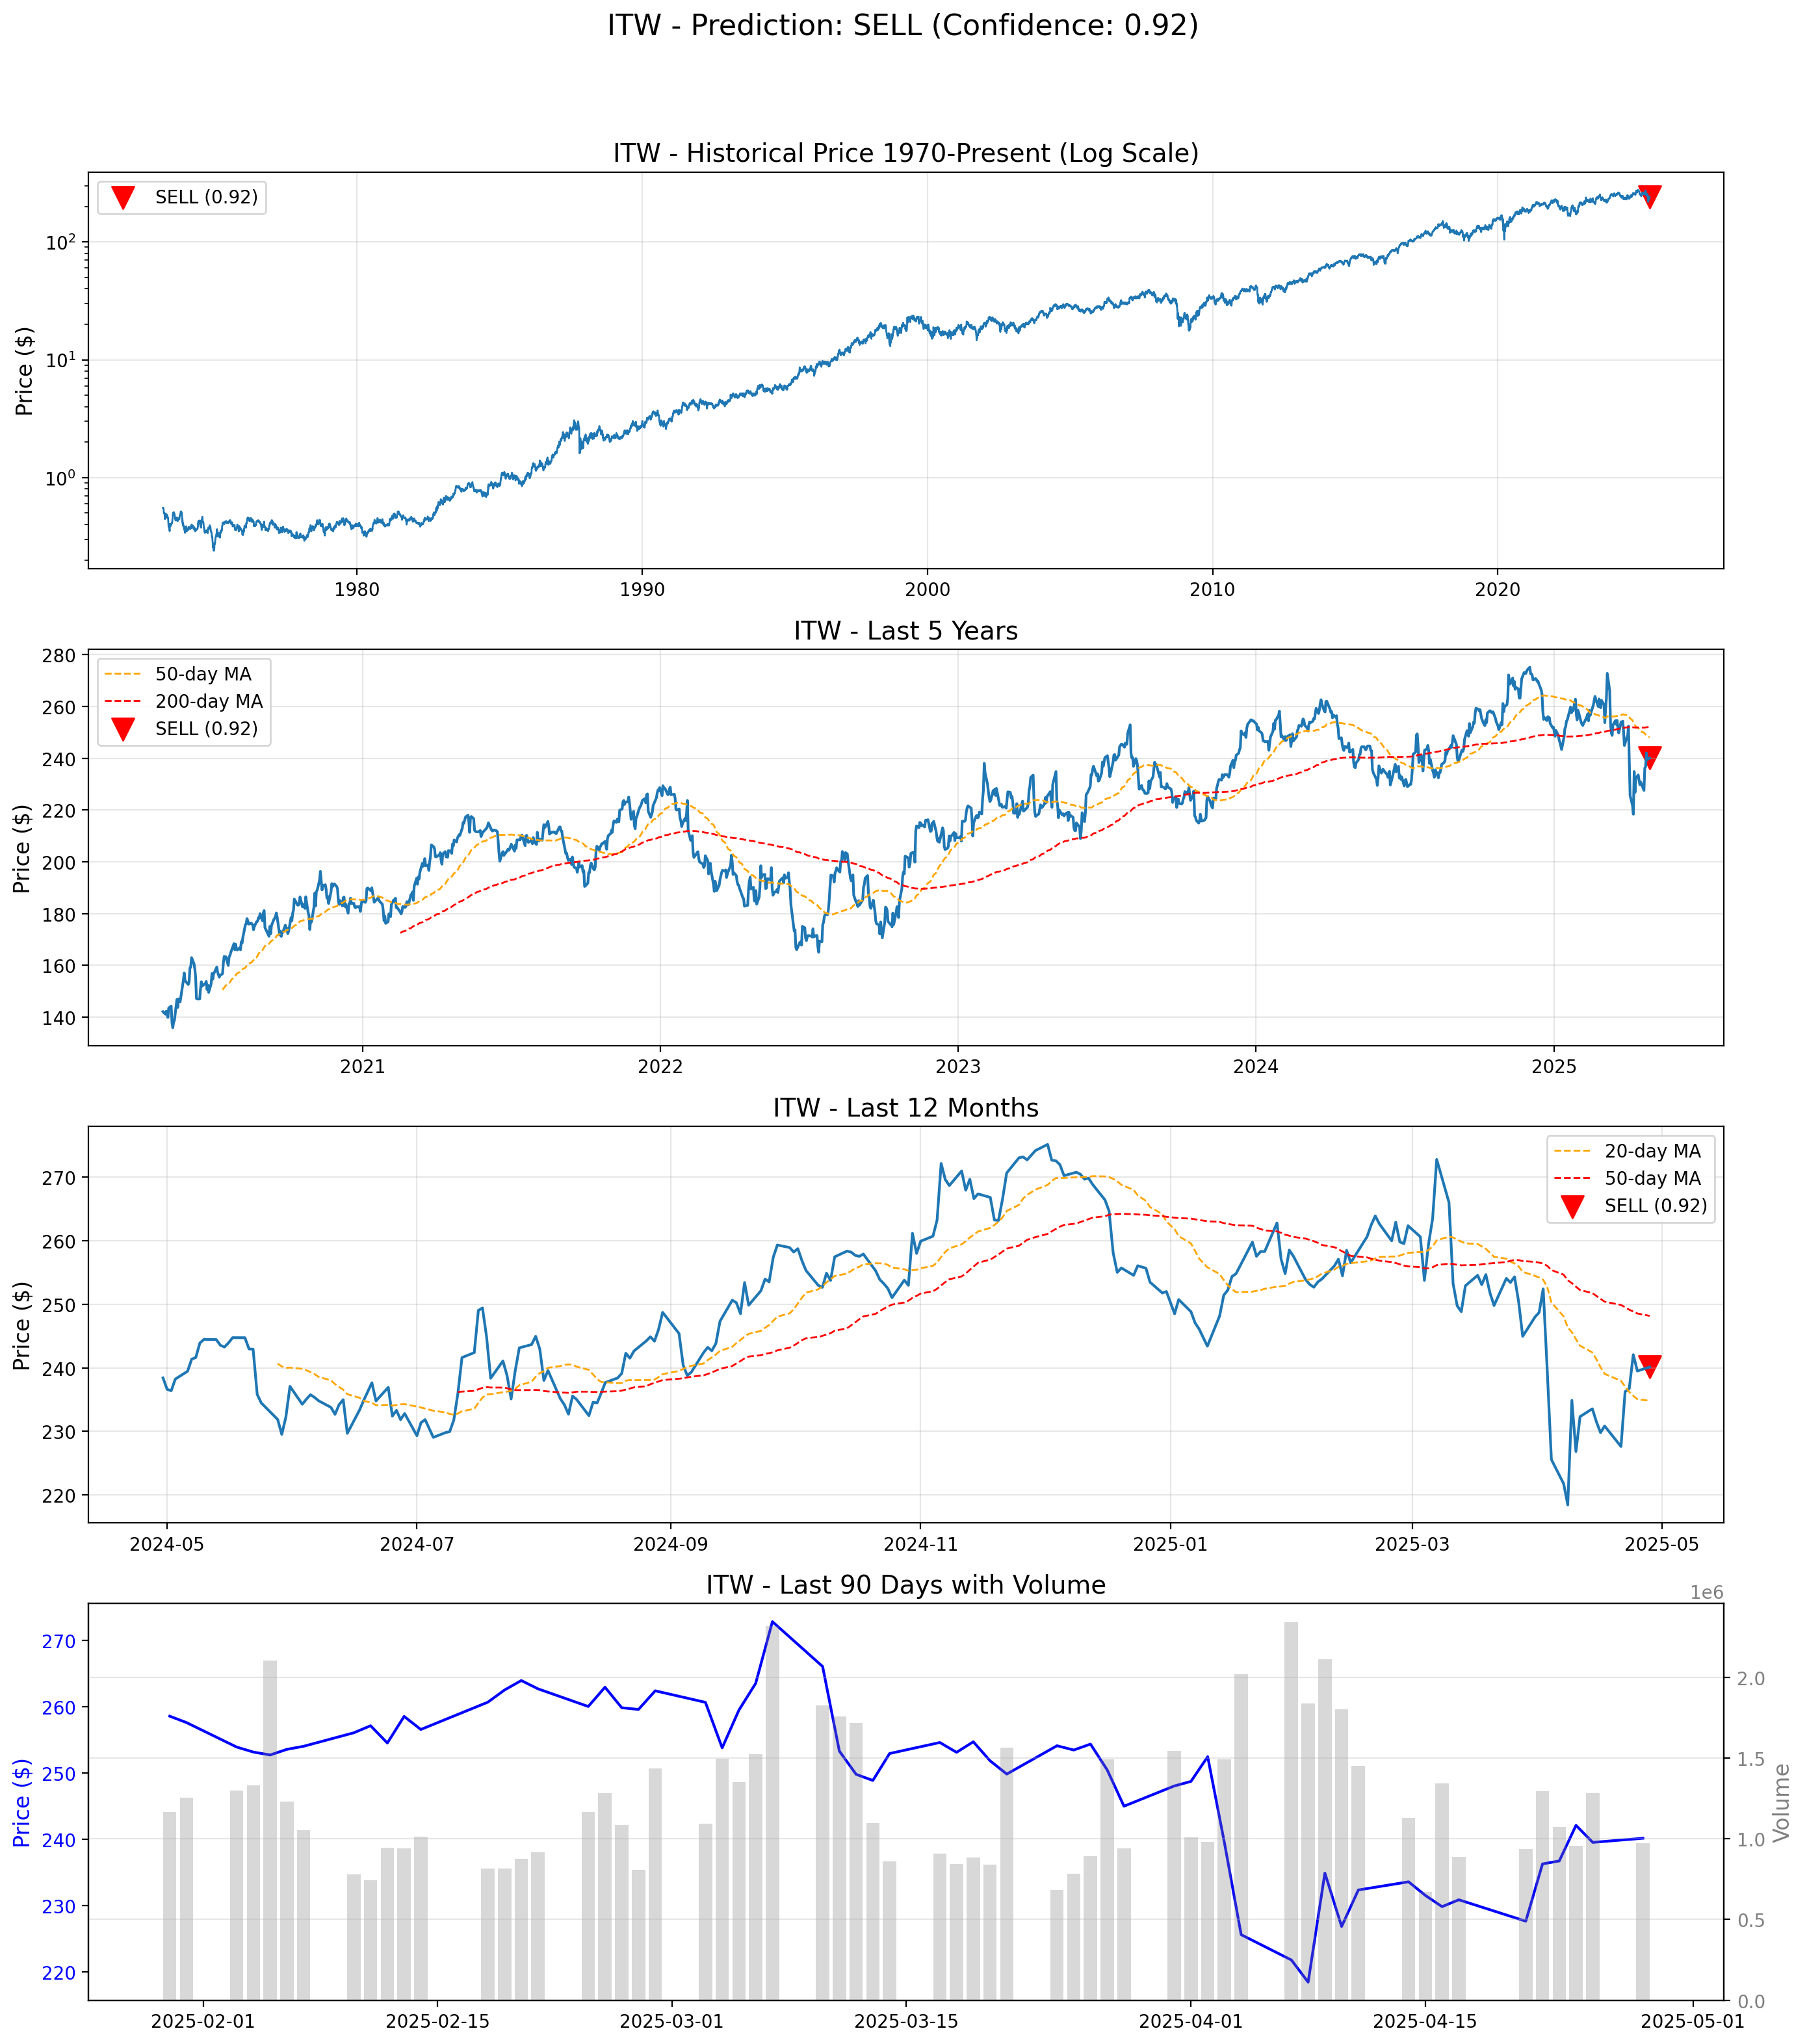 ITW - Prediction: SELL (Confidence: 0.92)
ITW - Historical Price 1970-Present (Log Scale)
SELL (0.92)
Price ($)
10²
10¹
10⁰
1980 1990 2000 2010 2020
ITW - Last 5 Years
50-day MA
200-day MA
SELL (0.92)
Price ($)
280
260
240
220
200
180
160
140
2021 2022 2023 2024 2025
ITW - Last 12 Months
20-day MA
50-day MA
SELL (0.92)
Price ($)
270
260
250
240
230
220
2024-05 2024-07 2024-09 2024-11 2025-01 2025-03 2025-05
ITW - Last 90 Days with Volume
1e6
Price ($)
270
260
250
240
230
220
2.0
1.5
1.0
0.5
0.0
Volume
2025-02-01 2025-02-15 2025-03-01 2025-03-15 2025-04-01 2025-04-15 2025-05-01